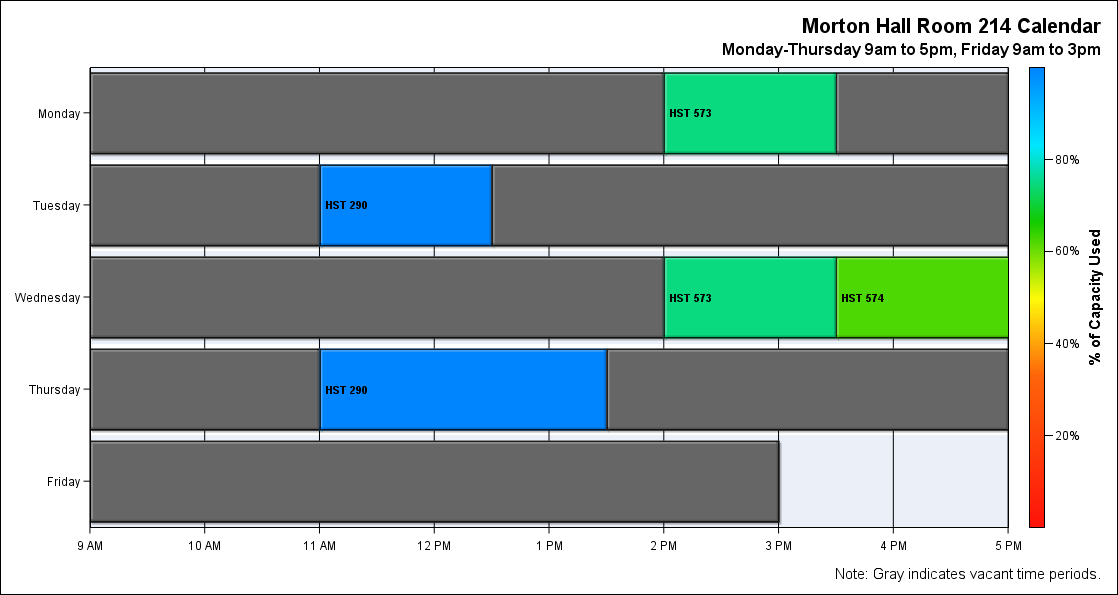 Morton Hall Room 214 Calendar
Monday-Thursday 9am to 5pm, Friday 9am to 3pm
Monday
HST 573
Tuesday
HST 290
Wednesday
HST 573
HST 574
Thursday
HST 290
Friday
9 AM
10 AM
11 AM
12 PM
1 PM
2 PM
3 PM
4 PM
5 PM
80%
60%
40%
20%
% of Capacity Used
Note: Gray indicates vacant time periods.